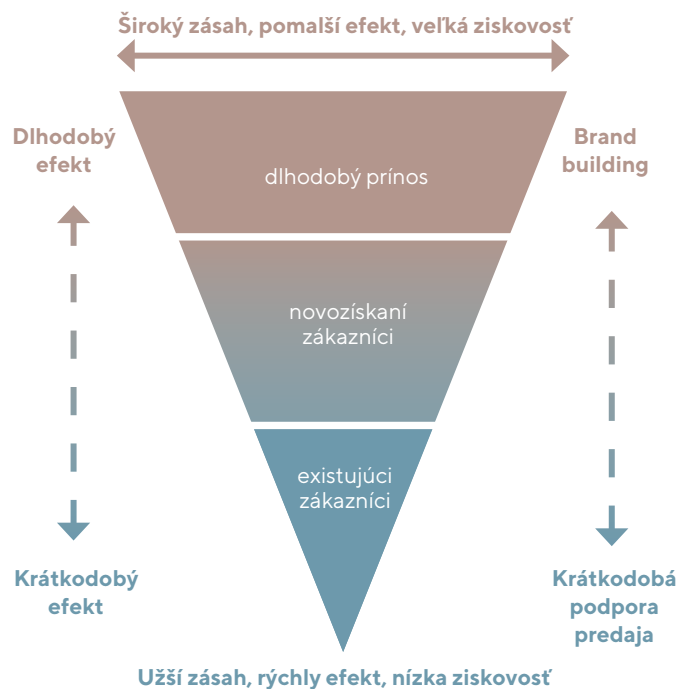 Široký zásah, pomalší efekt, veľká ziskovosť
Dlhodobý
efekt
Brand
building
dlhodobý prínos
novozískaní
zákazníci
existujúci
zákazníci
Krátkodobý
efekt
Krátkodobá
podpora
predaja
Užší zásah, rýchly efekt, nízka ziskovosť